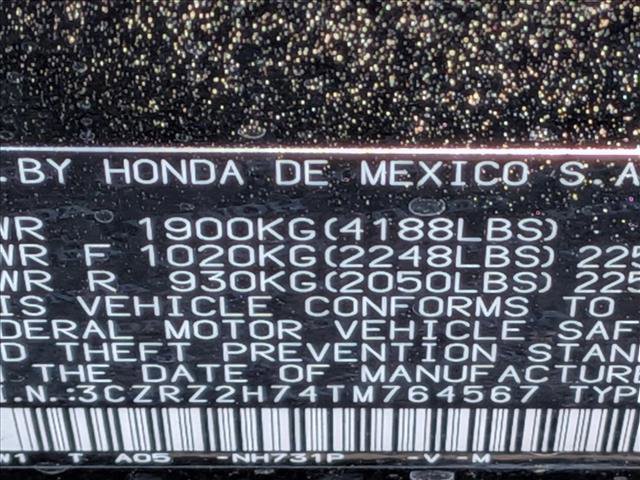 .BY HONDA DE MEXICO S.A
WR 1900KG(4188LBS)
WR F 1020KG(2248LBS) 225
WR R 930KG(2050LBS) 225
IS VEHICLE CONFORMS TO
DERAL MOTOR VEHICLE SAF
D THEFT PREVENTION STAN
THE DATE OF MANUFACTURE
I.N.:3CZRZ2H74TM764567 TYP
N1 T A05 -NH731P -V -M